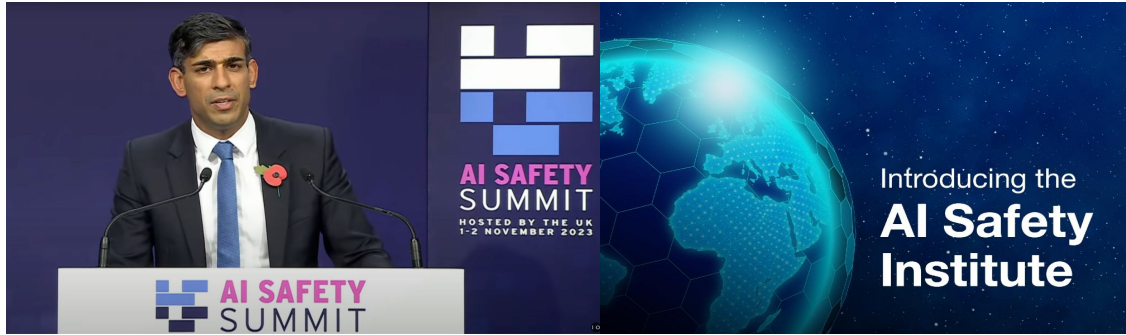 AI SAFETY
SUMMIT
HOSTED BY THE UK
1-2 NOVEMBER 2023
AI SAFETY
SUMMIT
Introducing the
AI Safety
Institute